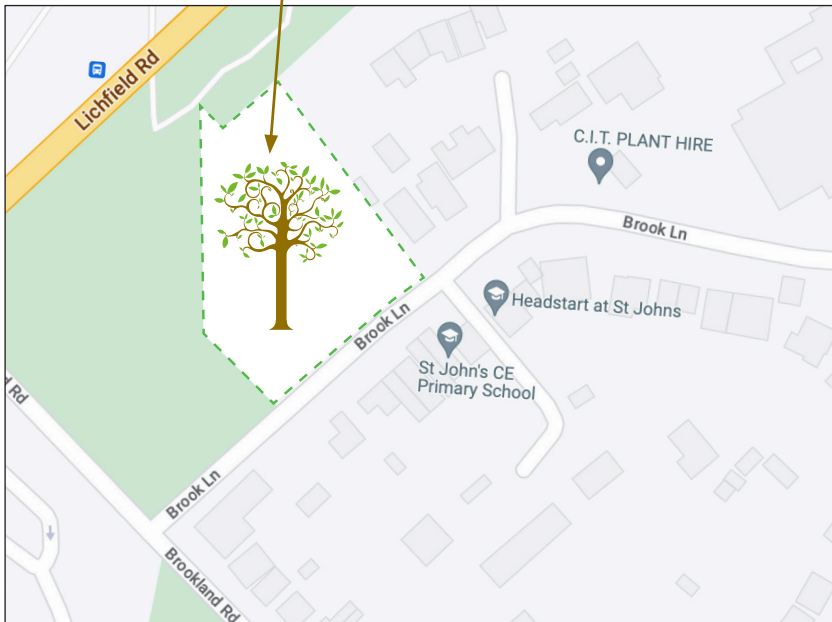 Lichfield Rd
C.I.T. PLANT HIRE
Brook Ln
Headstart at St Johns
Brook Ln
St John's CE
Primary School
d Rd
Brook Ln
Brookland Rd